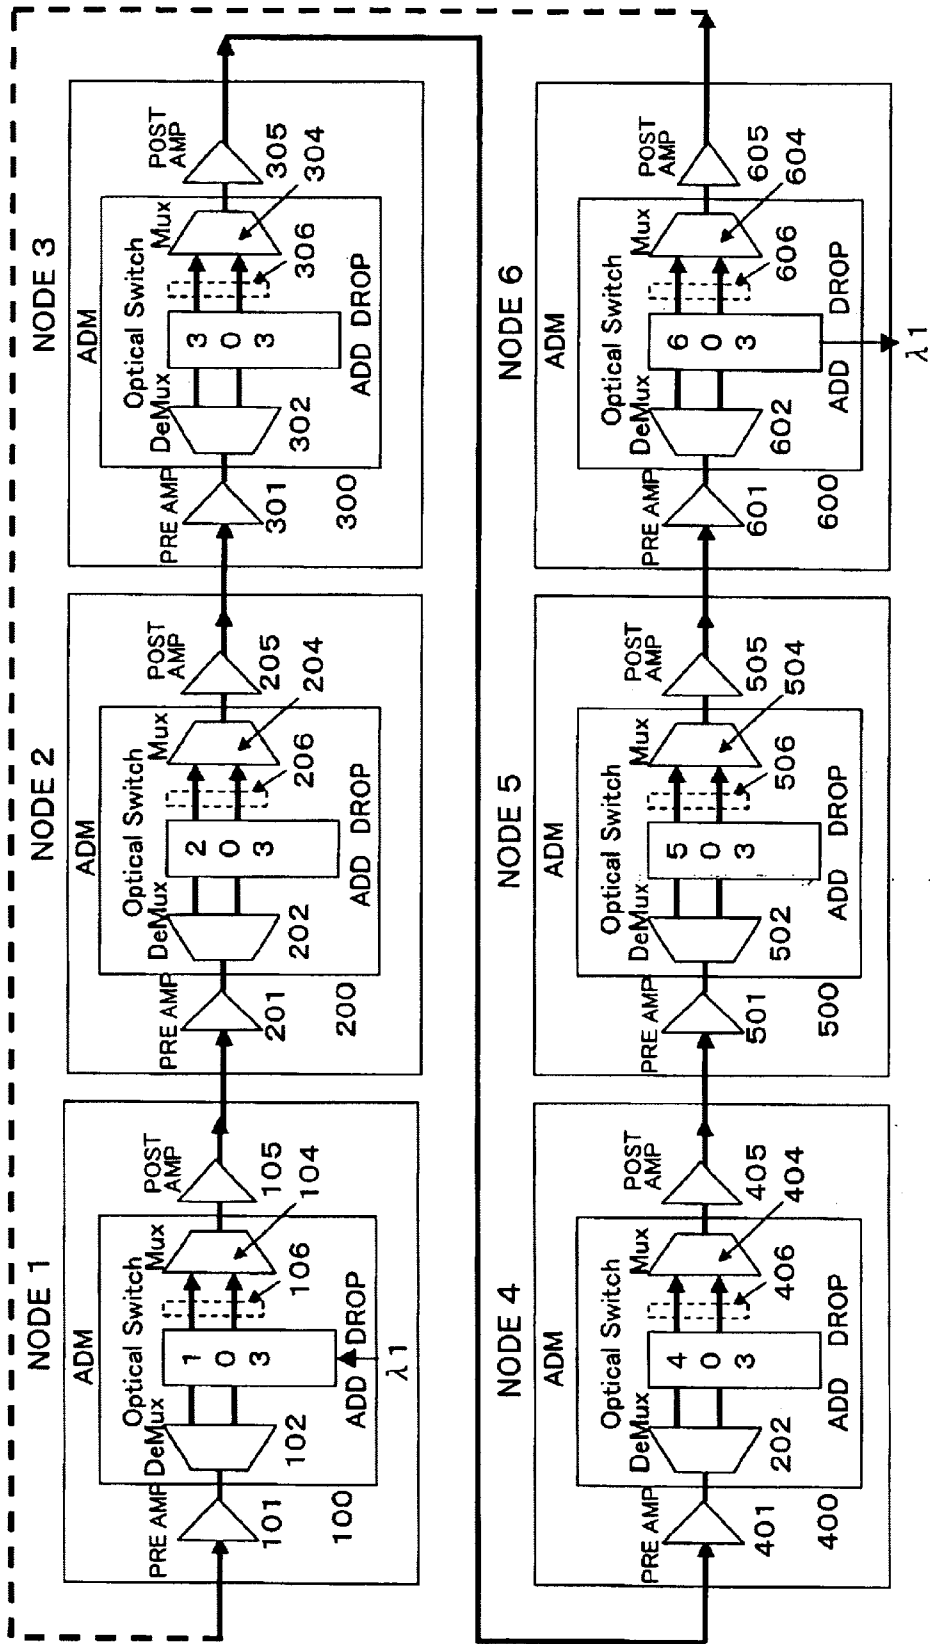 NODE 1
ADM
Optical Switch
PRE AMP
DeMux
1
0
3
Mux
POST
AMP
101
102
106
104
105
100
ADD DROP
λ1
NODE 2
ADM
Optical Switch
PRE AMP
DeMux
2
0
3
Mux
POST
AMP
201
202
206
204
205
200
ADD DROP
NODE 3
ADM
Optical Switch
PRE AMP
DeMux
3
0
3
Mux
POST
AMP
301
302
306
304
305
300
ADD DROP
NODE 4
ADM
Optical Switch
PRE AMP
DeMux
4
0
3
Mux
POST
AMP
401
202
406
404
405
400
ADD DROP
NODE 5
ADM
Optical Switch
PRE AMP
DeMux
5
0
3
Mux
POST
AMP
501
502
506
504
505
500
ADD DROP
NODE 6
ADM
Optical Switch
PRE AMP
DeMux
6
0
3
Mux
POST
AMP
601
602
606
604
605
600
ADD DROP
λ1